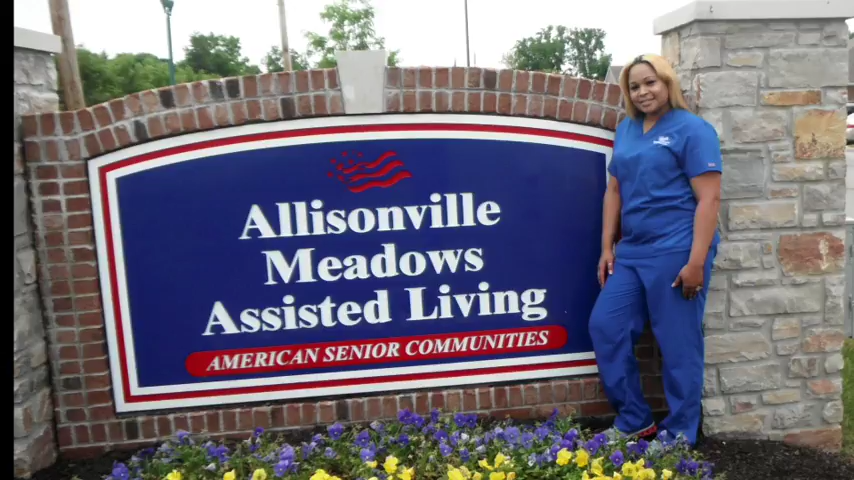 Allisonville
Meadows
Assisted Living
AMERICAN SENIOR COMMUNITIES